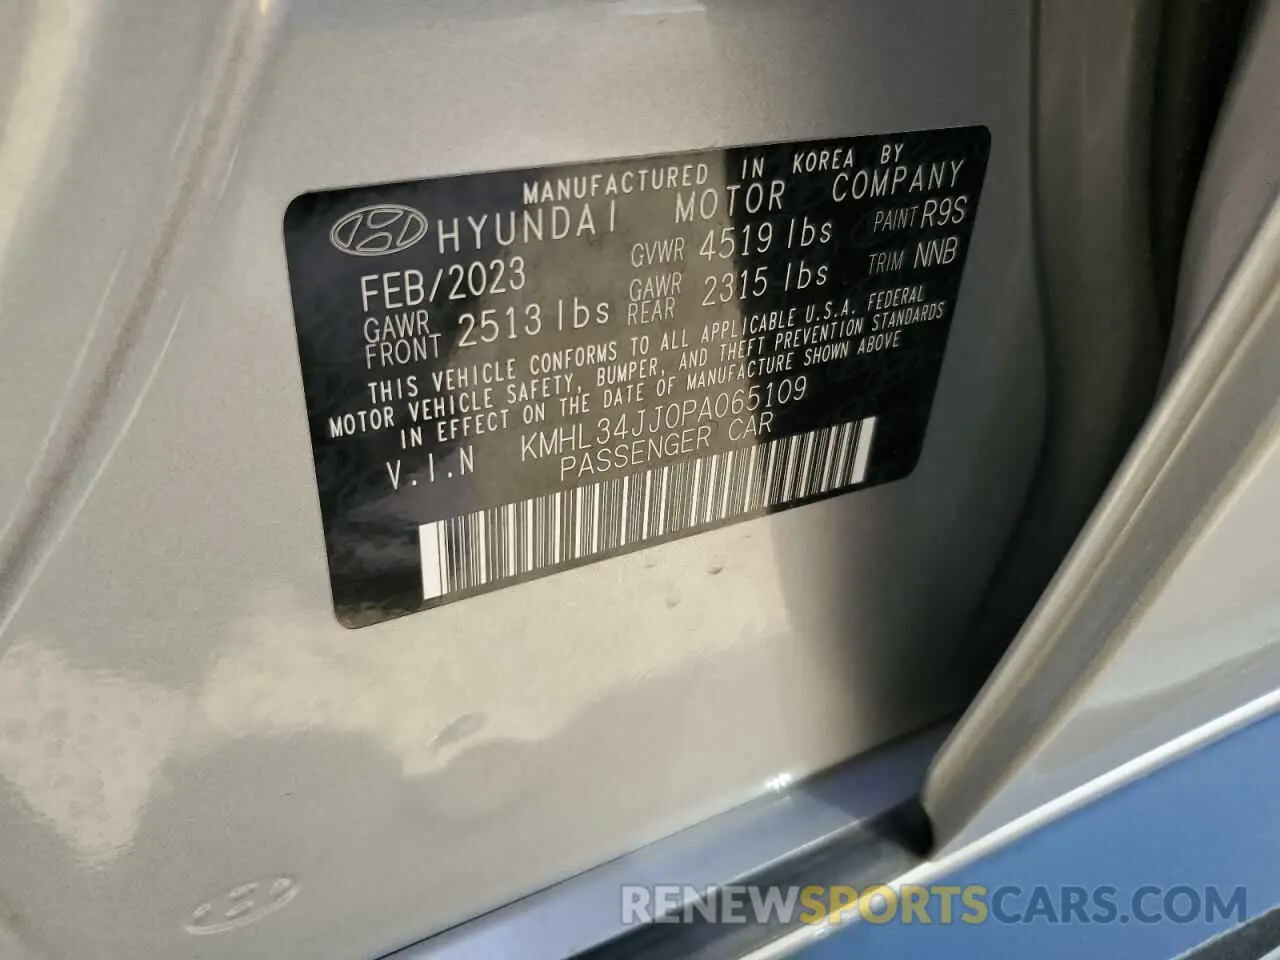 MANUFACTURED IN KOREA BY
HYUNDAI MOTOR COMPANY
FEB/2023 GVWR 4519 lbs PAINT R9S
GAWR FRONT 2513 lbs GAWR REAR 2315 lbs TRIM NNB
THIS VEHICLE CONFORMS TO ALL APPLICABLE U.S.A. FEDERAL
MOTOR VEHICLE SAFETY, BUMPER, AND THEFT PREVENTION STANDARDS
IN EFFECT ON THE DATE OF MANUFACTURE SHOWN ABOVE
V.I.N KMHL34JJ0PA065109
PASSENGER CAR
RENEWSPORTSCARS.COM